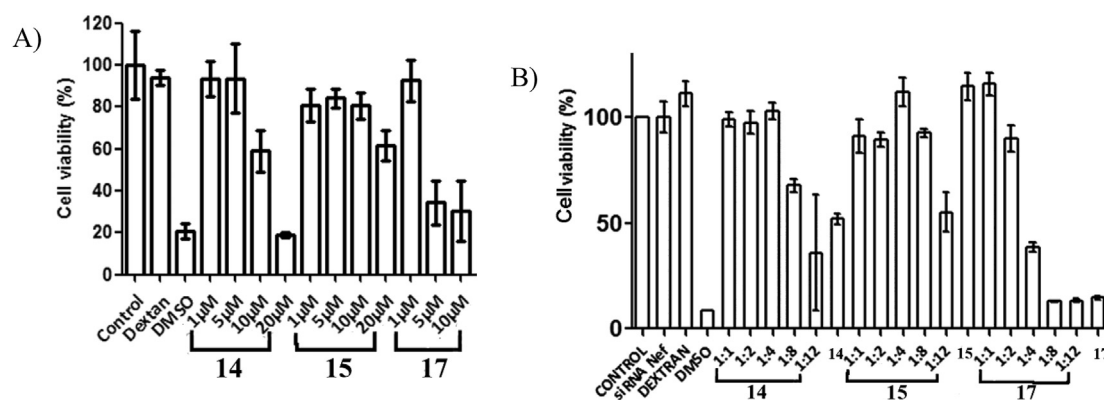 A)
Cell viability (%)
120
100
80
60
40
20
0
Control
Dextan
DMSO
1µM
5µM
10µM
20µM
1µM
5µM
10µM
20µM
1µM
5µM
10µM
14
15
17
B)
Cell viability (%)
100
50
0
CONTROL
siRNA Nef
DEXTRAN
DMSO
1:1
1:2
1:4
1:8
1:12
14
1:1
1:2
1:4
1:8
1:12
15
1:1
1:2
1:4
1:8
1:12
17
14
15
17